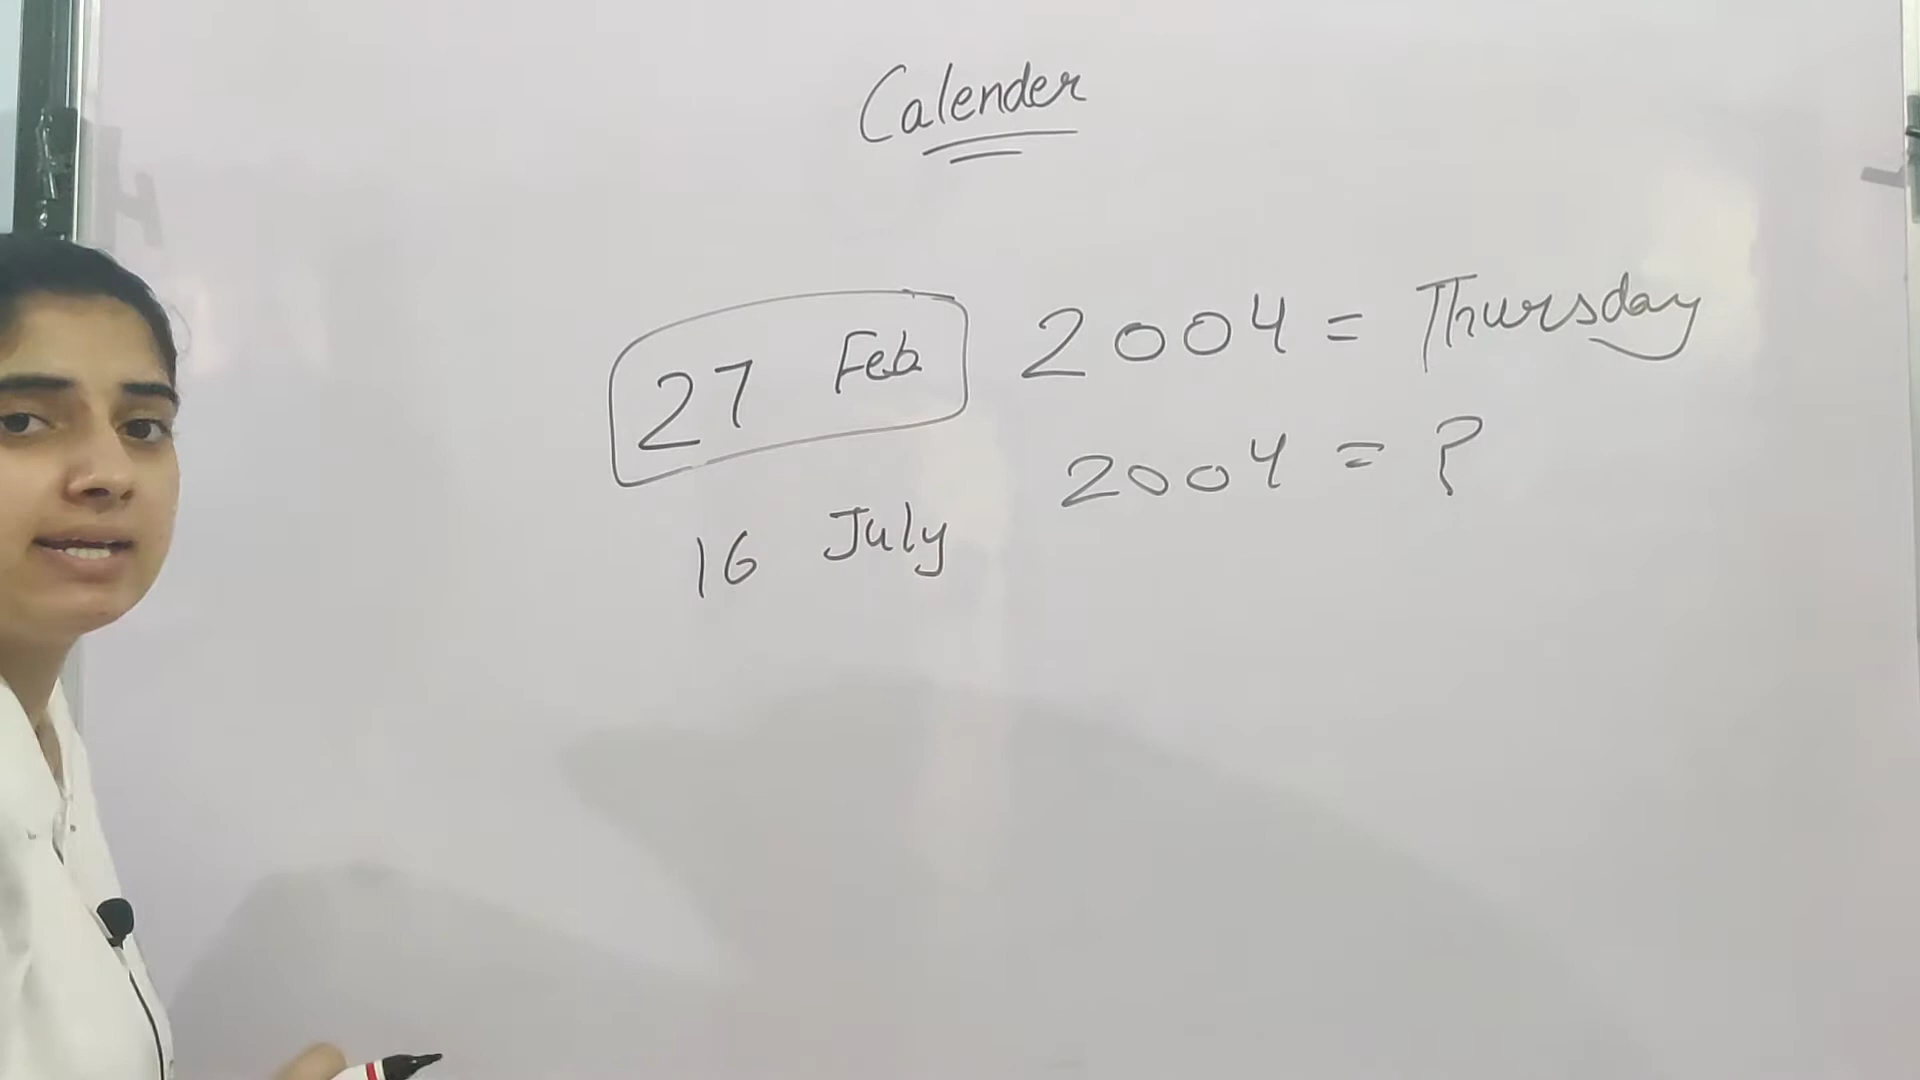 Calender
27 Feb 2004 = Thursday
16 July 2004 = ?